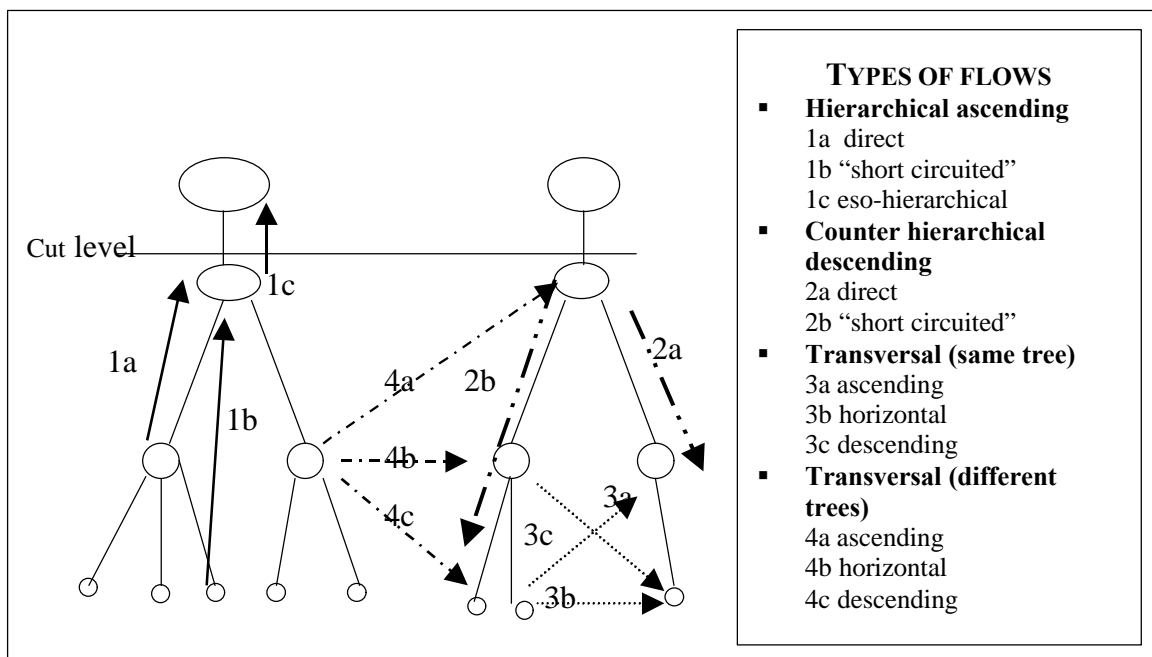 Cut level
1c
1a
1b
4a
2b
2a
4b
4c
3a
3c
3b
TYPES OF FLOWS
▪ Hierarchical ascending
1a direct
1b “short circuited”
1c eso-hierarchical
▪ Counter hierarchical
descending
2a direct
2b “short circuited”
▪ Transversal (same tree)
3a ascending
3b horizontal
3c descending
▪ Transversal (different
trees)
4a ascending
4b horizontal
4c descending